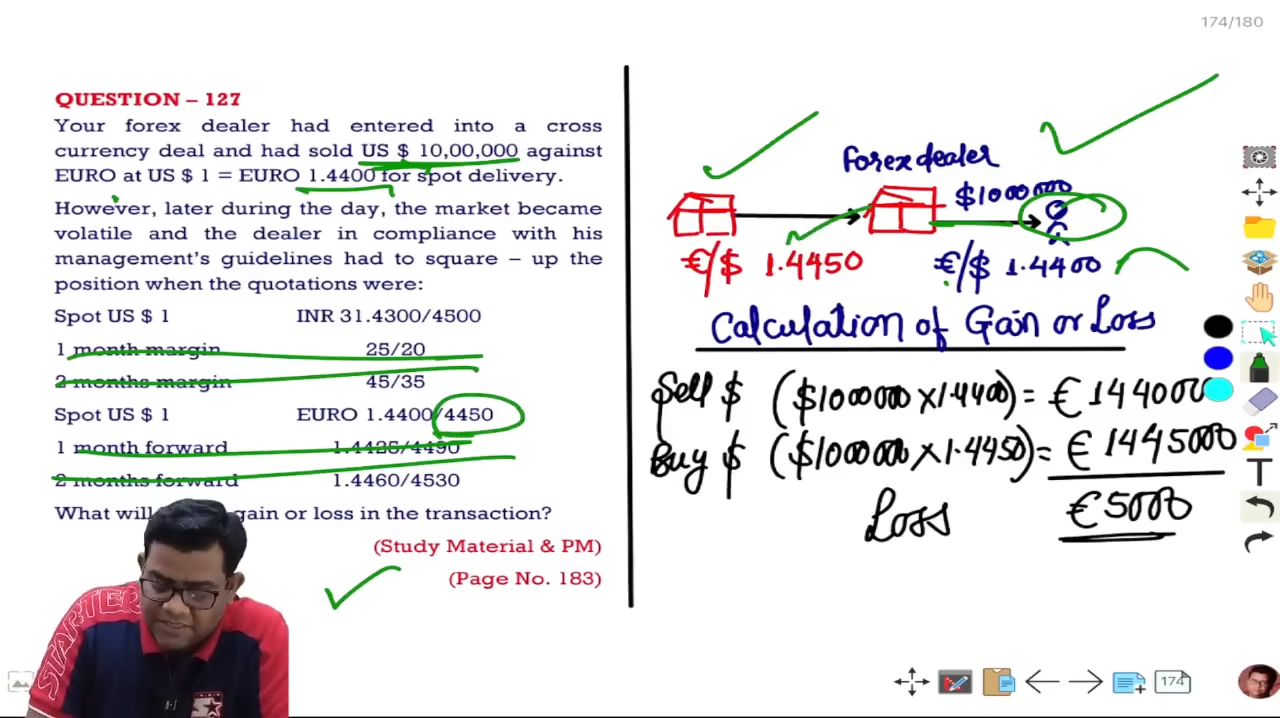 174/180
QUESTION – 127
Your forex dealer had entered into a cross
currency deal and had sold US $ 10,00,000 against
EURO at US $ 1 = EURO 1.4400 for spot delivery.
However, later during the day, the market became
volatile and the dealer in compliance with his
management's guidelines had to square – up the
position when the quotations were:
Spot US $ 1 INR 31.4300/4500
1 month margin 25/20
2 months margin 45/35
Spot US $ 1 EURO 1.4400/4450
1 month forward 1.4425/4490
2 months forward 1.4460/4530
What will gain or loss in the transaction?
(Study Material & PM)
(Page No. 183)
Forex dealer
$1000000
€/$ 1.4450
€/$ 1.4400
Calculation of Gain or Loss
Sell $ ($1000000 x 1.4400) = € 1440000
Buy $ ($1000000 x 1.4450) = € 1445000
Loss € 5000
STARTER
T
174